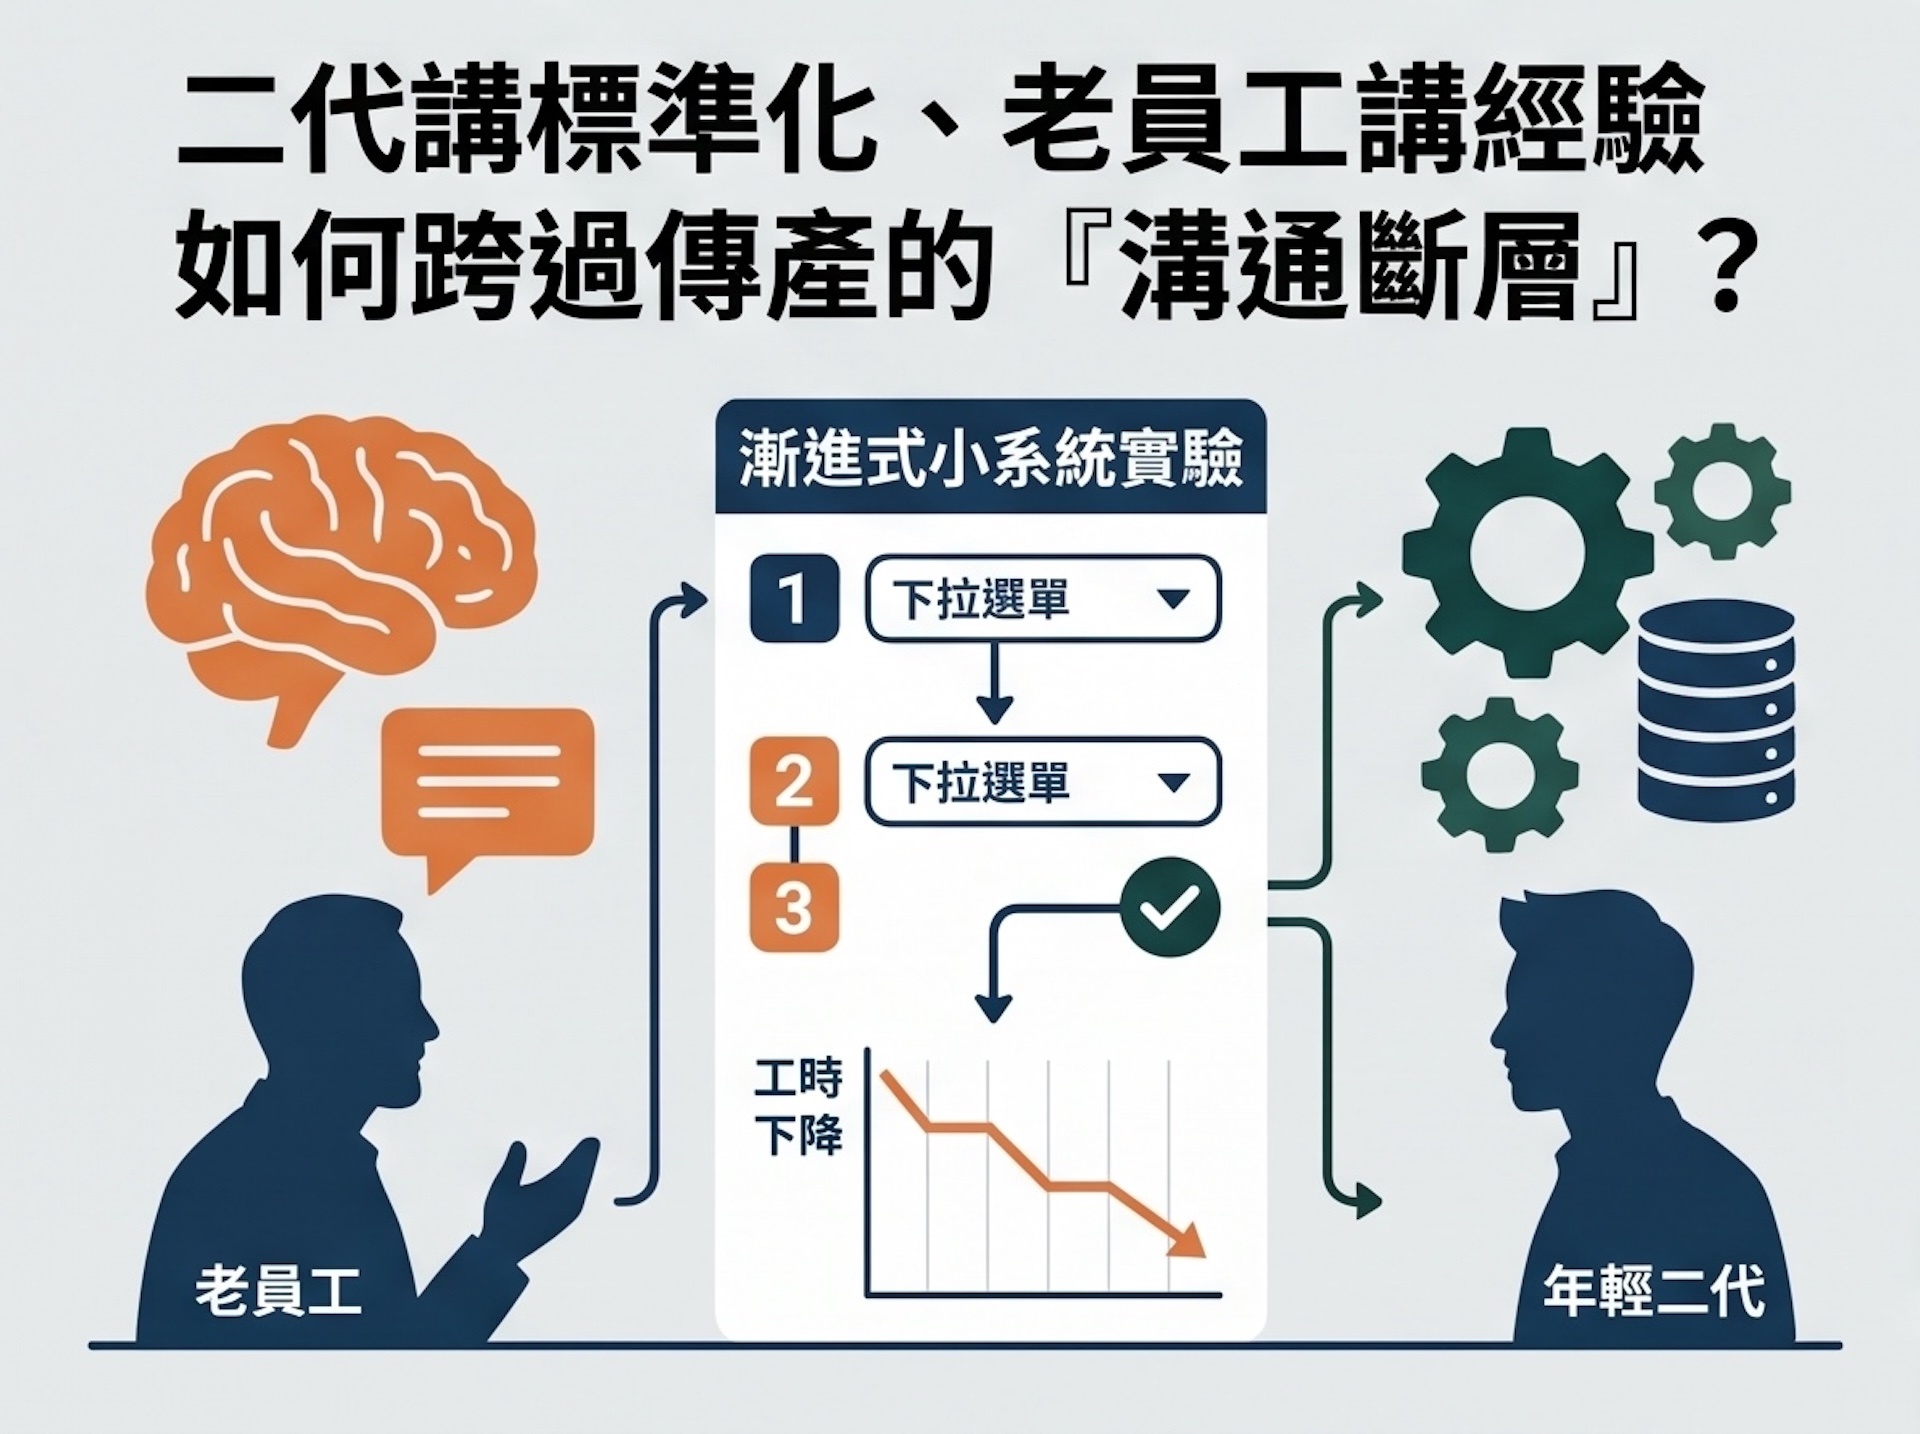 二代講標準化、老員工講經驗
如何跨過傳產的『溝通斷層』?
漸進式小系統實驗
1
下拉選單
2
下拉選單
3
工時
下降
老員工
年輕二代